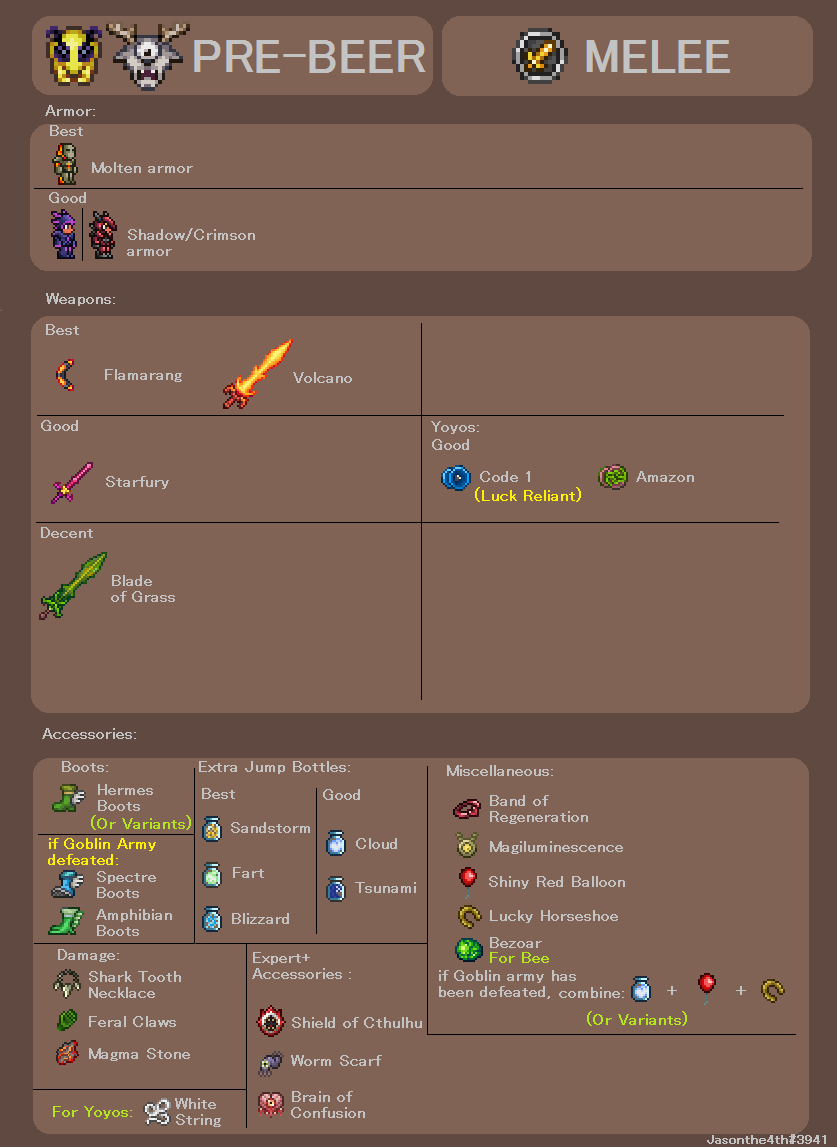 PRE-BEER
MELEE
Armor:
Best
Molten armor
Good
Shadow/Crimson
armor
Weapons:
Best
Flamarang
Volcano
Good
Starfury
Yoyos:
Good
Code 1
(Luck Reliant)
Amazon
Decent
Blade
of Grass
Accessories:
Boots:
Hermes
Boots
(Or Variants)
if Goblin Army
defeated:
Spectre
Boots
Amphibian
Boots
Extra Jump Bottles:
Best
Sandstorm
Fart
Blizzard
Good
Cloud
Tsunami
Miscellaneous:
Band of
Regeneration
Magiluminescence
Shiny Red Balloon
Lucky Horseshoe
Bezoar
For Bee
if Goblin army has
been defeated, combine: + +
(Or Variants)
Damage:
Shark Tooth
Necklace
Feral Claws
Magma Stone
For Yoyos:
White
String
Expert+
Accessories :
Shield of Cthulhu
Worm Scarf
Brain of
Confusion
Jasonthe4th#3941